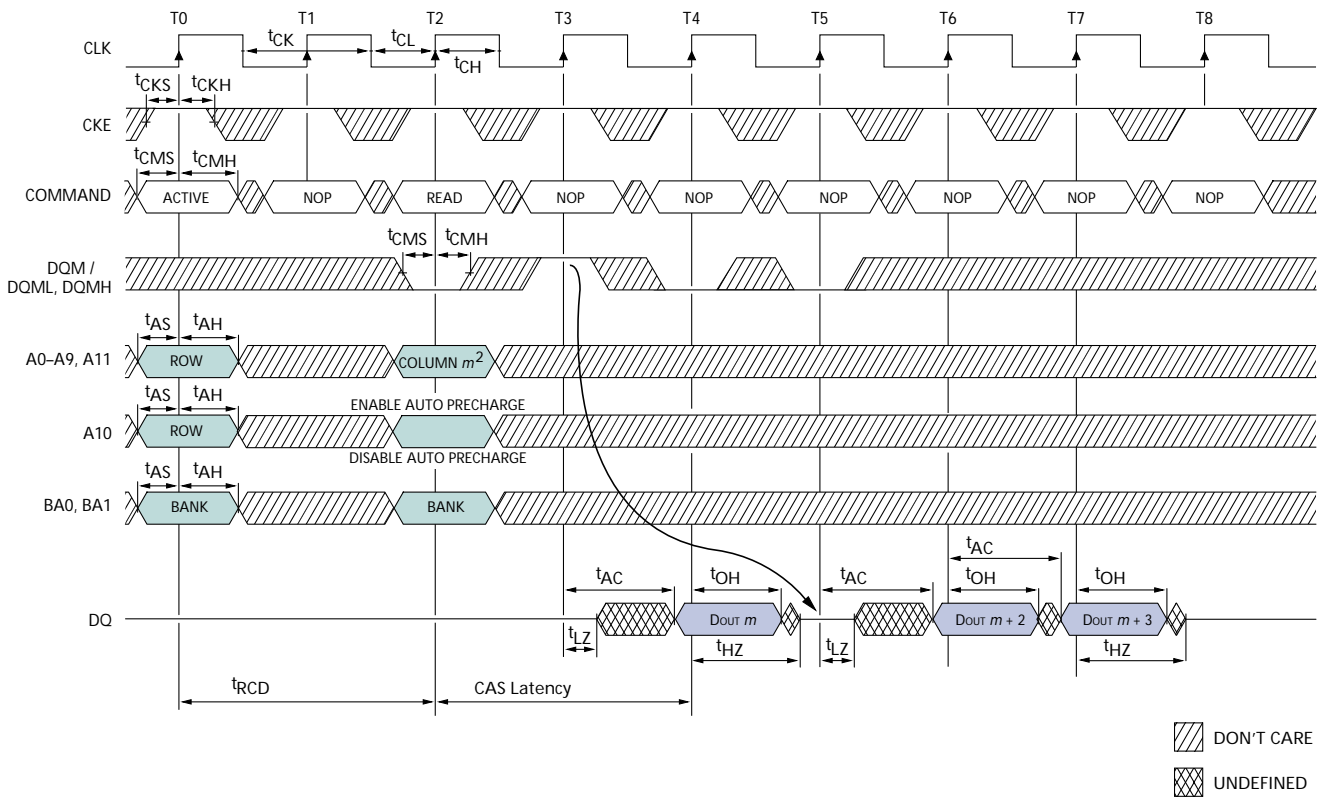 T0 T1 T2 T3 T4 T5 T6 T7 T8
CLK
tCK tCL
tCH
tCKS tCKH
CKE
tCMS tCMH
COMMAND ACTIVE NOP READ NOP NOP NOP NOP NOP NOP
tCMS tCMH
DQM /
DQML, DQMH
tAS tAH
A0–A9, A11 ROW COLUMN m2
tAS tAH ENABLE AUTO PRECHARGE
A10 ROW
DISABLE AUTO PRECHARGE
tAS tAH
BA0, BA1 BANK BANK
tAC
tAC tOH tAC tOH tOH
DQ DOUT m DOUT m + 2 DOUT m + 3
tLZ tHZ tLZ tHZ
tRCD CAS Latency
DON'T CARE
UNDEFINED